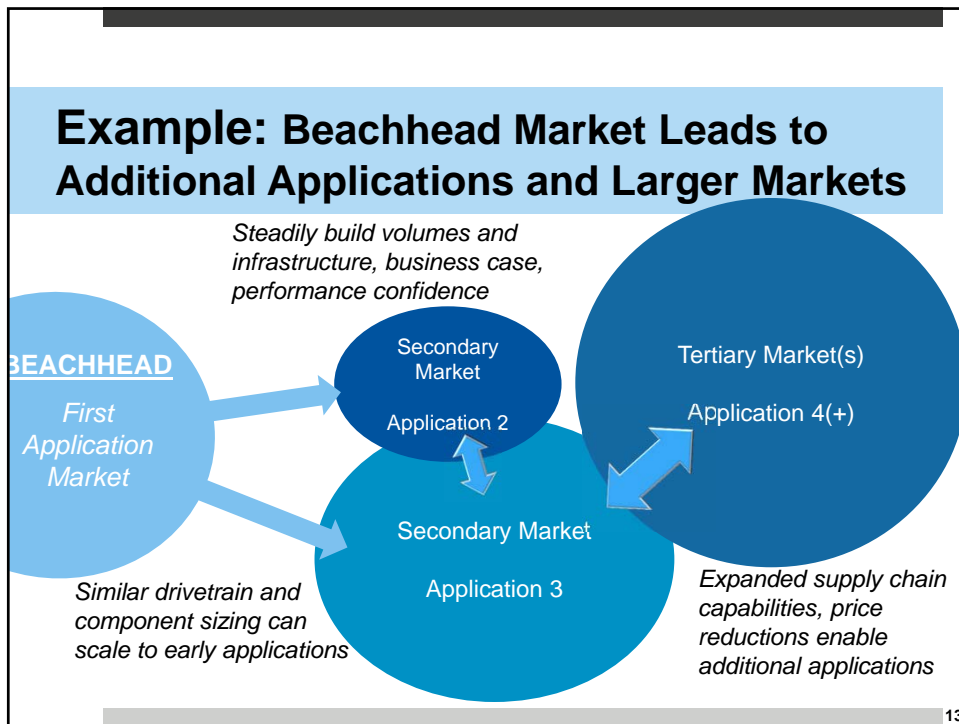 Example: Beachhead Market Leads to
Additional Applications and Larger Markets
Steadily build volumes and
infrastructure, business case,
performance confidence
BEACHHEAD
First
Application
Market
Secondary
Market
Application 2
Tertiary Market(s)
Application 4(+)
Secondary Market
Application 3
Similar drivetrain and
component sizing can
scale to early applications
Expanded supply chain
capabilities, price
reductions enable
additional applications
13